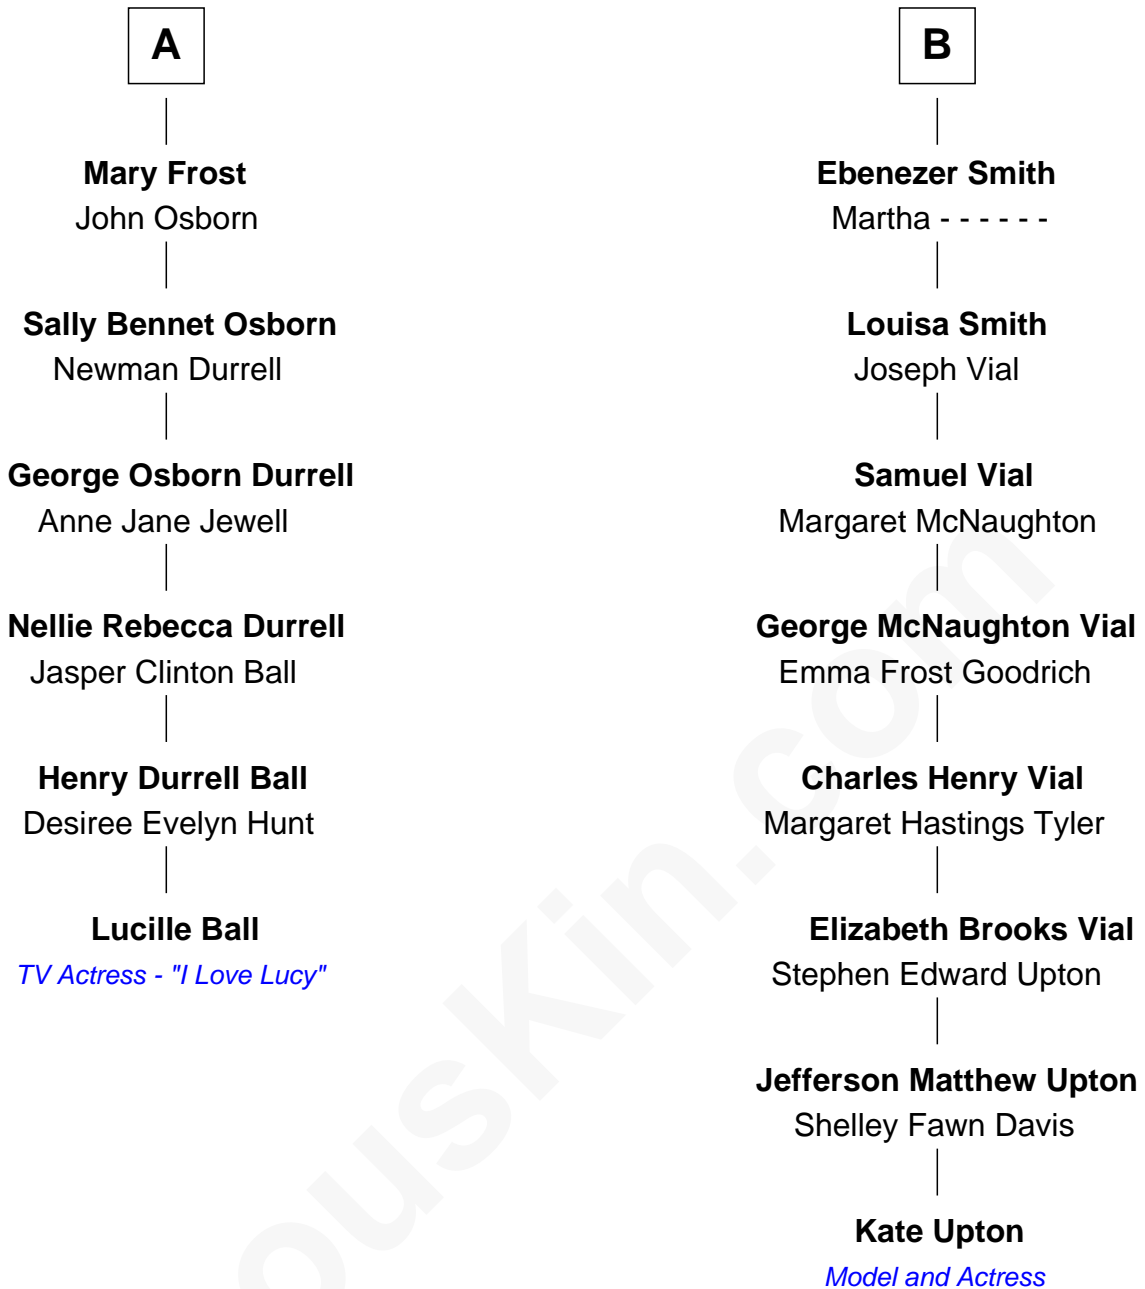 A
Mary Frost
John Osborn
Sally Bennet Osborn
Newman Durrell
George Osborn Durrell
Anne Jane Jewell
Nellie Rebecca Durrell
Jasper Clinton Ball
Henry Durrell Ball
Desiree Evelyn Hunt
Lucille Ball
TV Actress - "I Love Lucy"
B
Ebenezer Smith
Martha - - - - - -
Louisa Smith
Joseph Vial
Samuel Vial
Margaret McNaughton
George McNaughton Vial
Emma Frost Goodrich
Charles Henry Vial
Margaret Hastings Tyler
Elizabeth Brooks Vial
Stephen Edward Upton
Jefferson Matthew Upton
Shelley Fawn Davis
Kate Upton
Model and Actress
ousKin.com